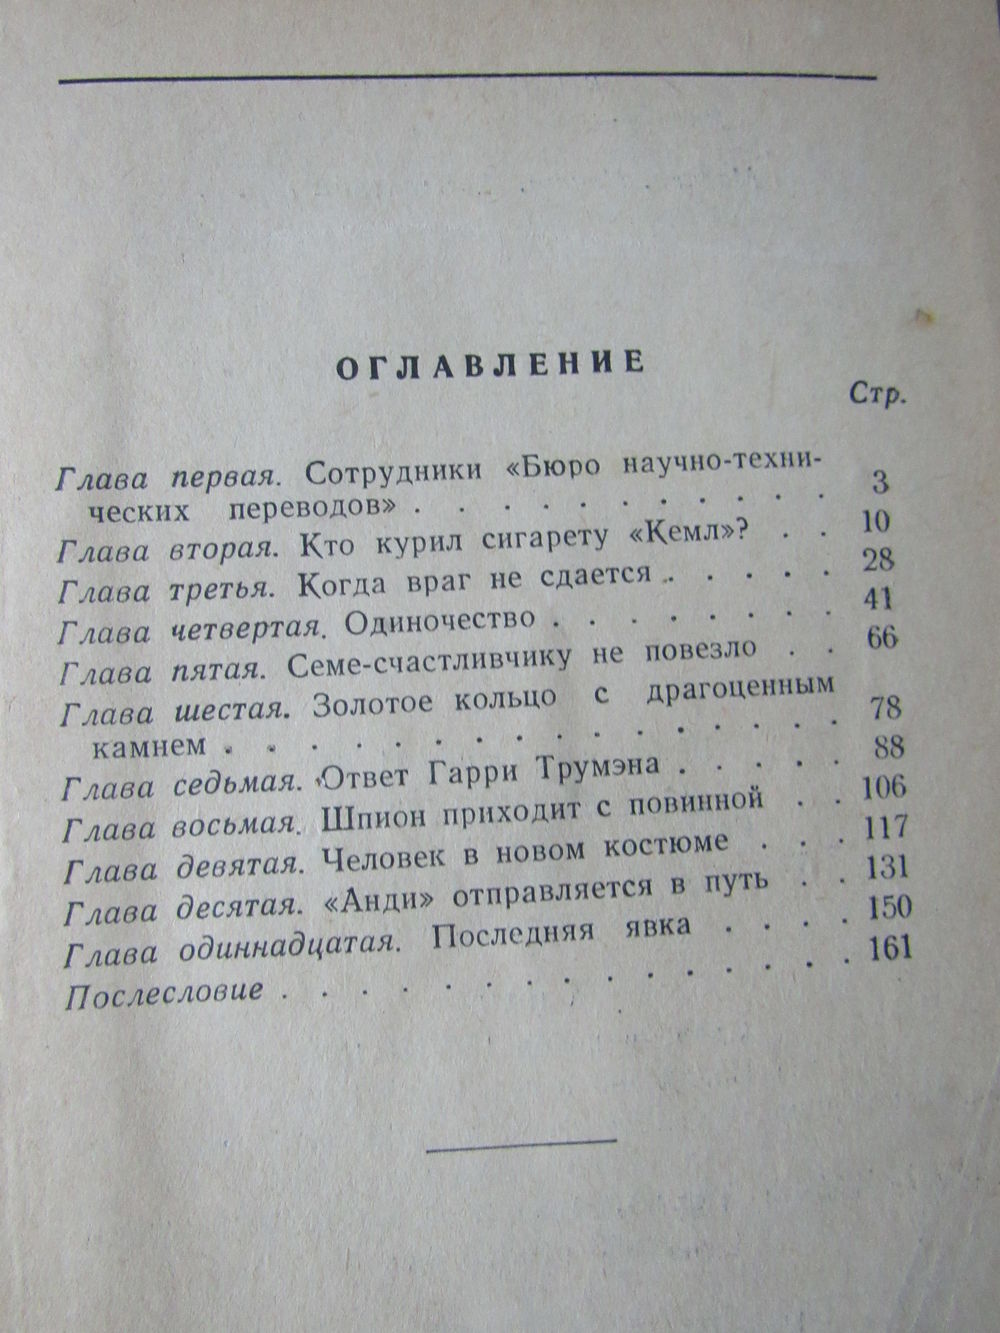 ОГЛАВЛЕНИЕ
Стр.
Глава первая. Сотрудники «Бюро научно-техни-
ческих переводов» . . . . . . . . . . . 3
Глава вторая. Кто курил сигарету «Кемл»? . . 10
Глава третья. Когда враг не сдается . . . . . 28
Глава четвертая. Одиночество . . . . . . . . 41
Глава пятая. Семе-счастливчику не повезло . . 66
Глава шестая. Золотое кольцо с драгоценным
камнем . . . . . . . . . . . . . . . 78
Глава седьмая. Ответ Гарри Трумэна . . . . . 88
Глава восьмая. Шпион приходит с повинной . . 106
Глава девятая. Человек в новом костюме . . . 117
Глава десятая. «Анди» отправляется в путь . . 131
Глава одиннадцатая. Последняя явка . . . . 150
Послесловие . . . . . . . . . . . . . . 161